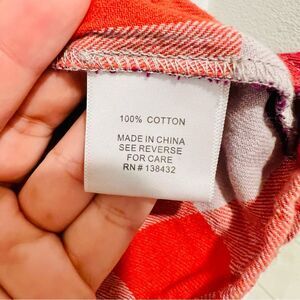 100% COTTON
MADE IN CHINA
SEE REVERSE
FOR CARE
RN # 138432